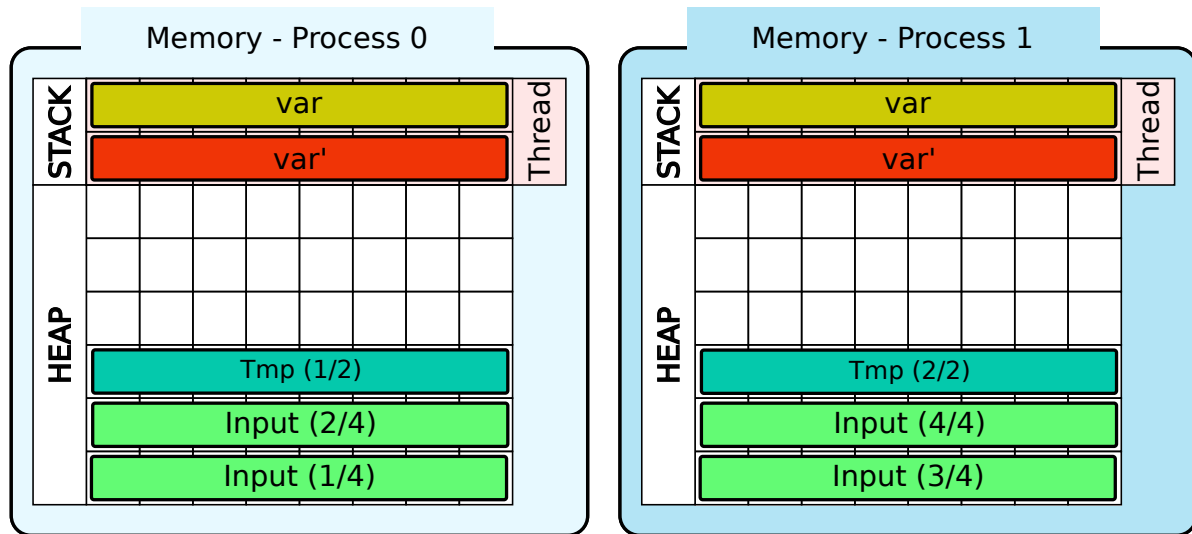 Memory - Process 0
STACK
var
var'
Thread
HEAP
Tmp (1/2)
Input (2/4)
Input (1/4)
Memory - Process 1
STACK
var
var'
Thread
HEAP
Tmp (2/2)
Input (4/4)
Input (3/4)